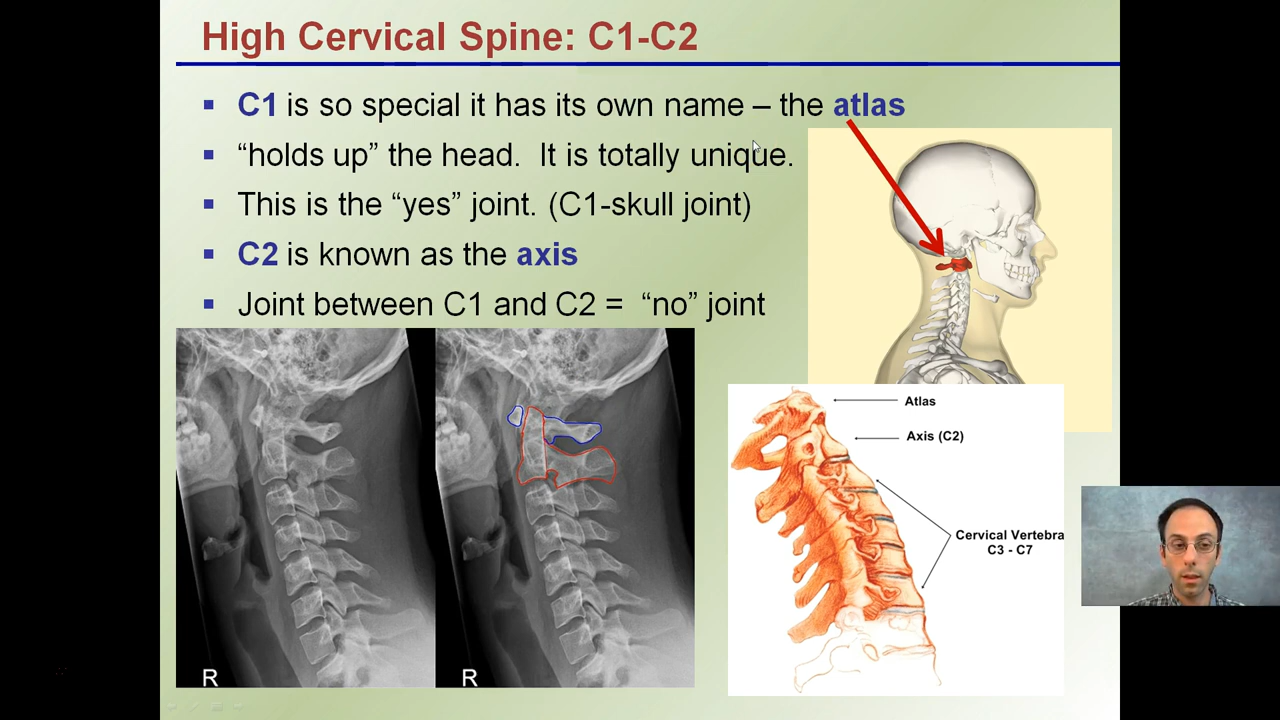 High Cervical Spine: C1-C2
C1 is so special it has its own name – the atlas
“holds up” the head. It is totally unique.
This is the “yes” joint. (C1-skull joint)
C2 is known as the axis
Joint between C1 and C2 = “no” joint
Atlas
Axis (C2)
Cervical Vertebra
C3 - C7
R
R